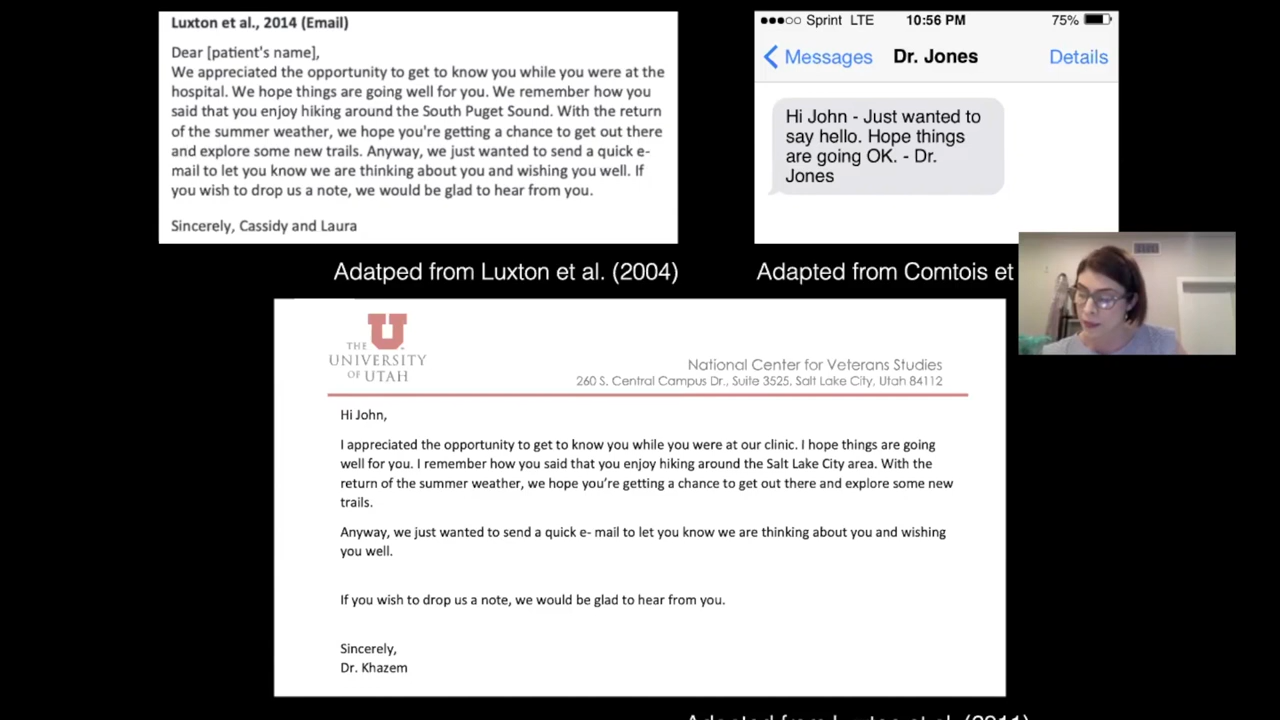 Luxton et al., 2014 (Email)
Dear [patient's name],
We appreciated the opportunity to get to know you while you were at the
hospital. We hope things are going well for you. We remember how you
said that you enjoy hiking around the South Puget Sound. With the return
of the summer weather, we hope you're getting a chance to get out there
and explore some new trails. Anyway, we just wanted to send a quick e-
mail to let you know we are thinking about you and wishing you well. If
you wish to drop us a note, we would be glad to hear from you.
Sincerely, Cassidy and Laura
Adatped from Luxton et al. (2004)
Sprint LTE 10:56 PM 75%
Messages Dr. Jones Details
Hi John - Just wanted to
say hello. Hope things
are going OK. - Dr.
Jones
Adapted from Comtois et
U
THE
UNIVERSITY
OF UTAH
National Center for Veterans Studies
260 S. Central Campus Dr., Suite 3525, Salt Lake City, Utah 84112
Hi John,
I appreciated the opportunity to get to know you while you were at our clinic. I hope things are going
well for you. I remember how you said that you enjoy hiking around the Salt Lake City area. With the
return of the summer weather, we hope you're getting a chance to get out there and explore some new
trails.
Anyway, we just wanted to send a quick e- mail to let you know we are thinking about you and wishing
you well.
If you wish to drop us a note, we would be glad to hear from you.
Sincerely,
Dr. Khazem
Adapted from Luxton et al. (2011)